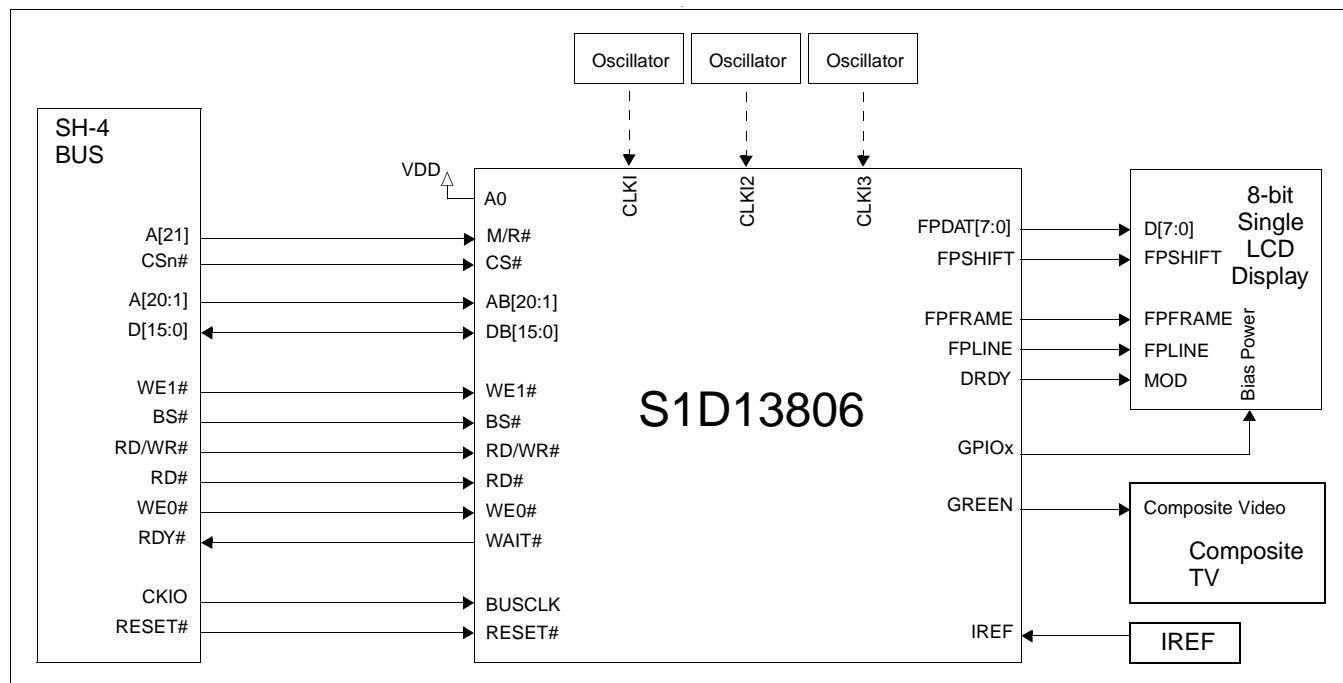 Oscillator
Oscillator
Oscillator
SH-4
BUS
A[21]
CSn#
A[20:1]
D[15:0]
WE1#
BS#
RD/WR#
RD#
WE0#
RDY#
CKIO
RESET#
VDD
A0
M/R#
CS#
AB[20:1]
DB[15:0]
WE1#
BS#
RD/WR#
RD#
WE0#
WAIT#
BUSCLK
RESET#
CLKI
CLKI2
CLKI3
S1D13806
FPDAT[7:0]
FPSHIFT
FPFRAME
FPLINE
DRDY
GPIOx
GREEN
IREF
8-bit
Single
LCD
Display
D[7:0]
FPSHIFT
FPFRAME
FPLINE
MOD
Bias Power
Composite Video
Composite
TV
IREF